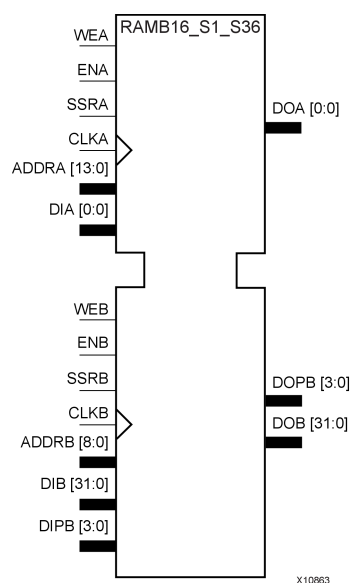 RAMB16_S1_S36
WEA
ENA
SSRA
CLKA
ADDRA [13:0]
DIA [0:0]
DOA [0:0]
WEB
ENB
SSRB
CLKB
ADDRB [8:0]
DIB [31:0]
DIPB [3:0]
DOPB [3:0]
DOB [31:0]
X10863